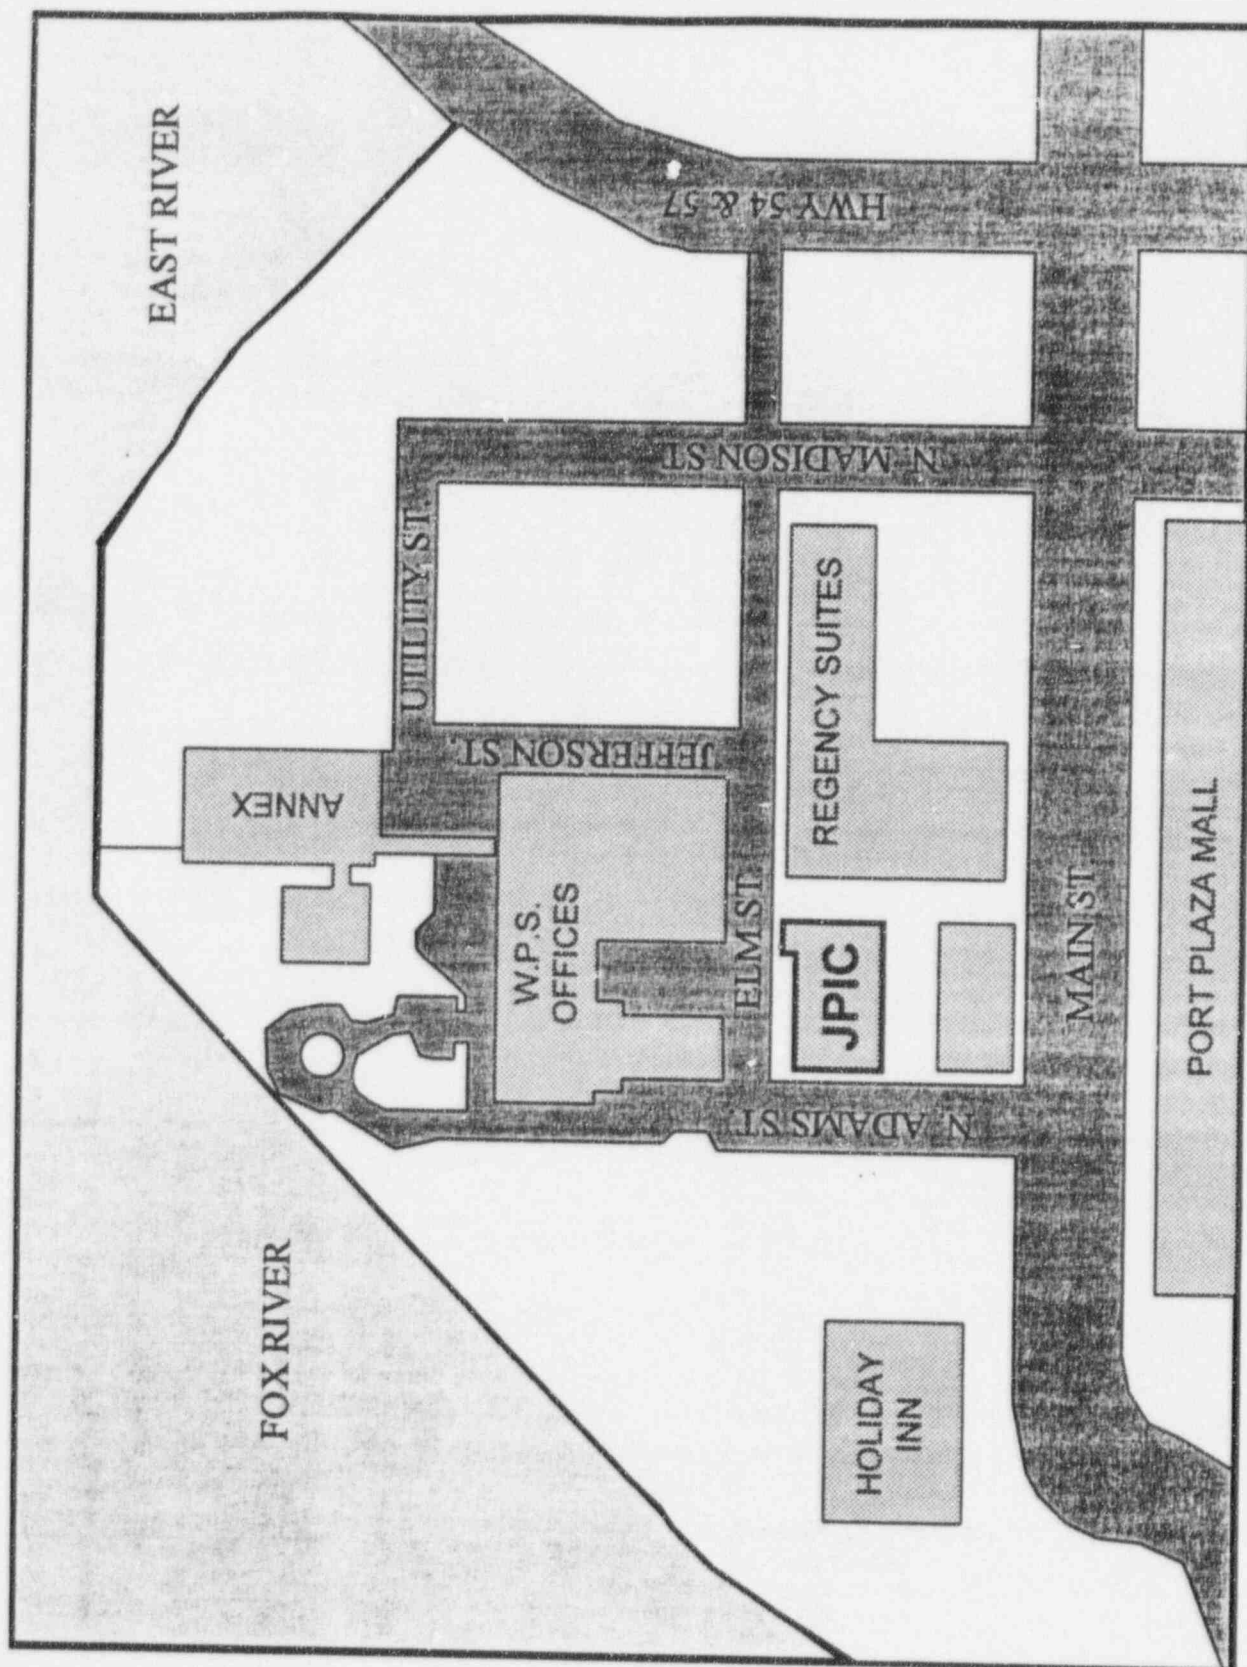 EAST RIVER
FOX RIVER
HWY 54 & 57
N. MADISON ST.
UTILITY ST.
JEFFERSON ST.
ANNEX
W.P.S.
OFFICES
ELM ST.
REGENCY SUITES
JPIC
N. ADAMS ST.
MAIN ST
HOLIDAY
INN
PORT PLAZA MALL